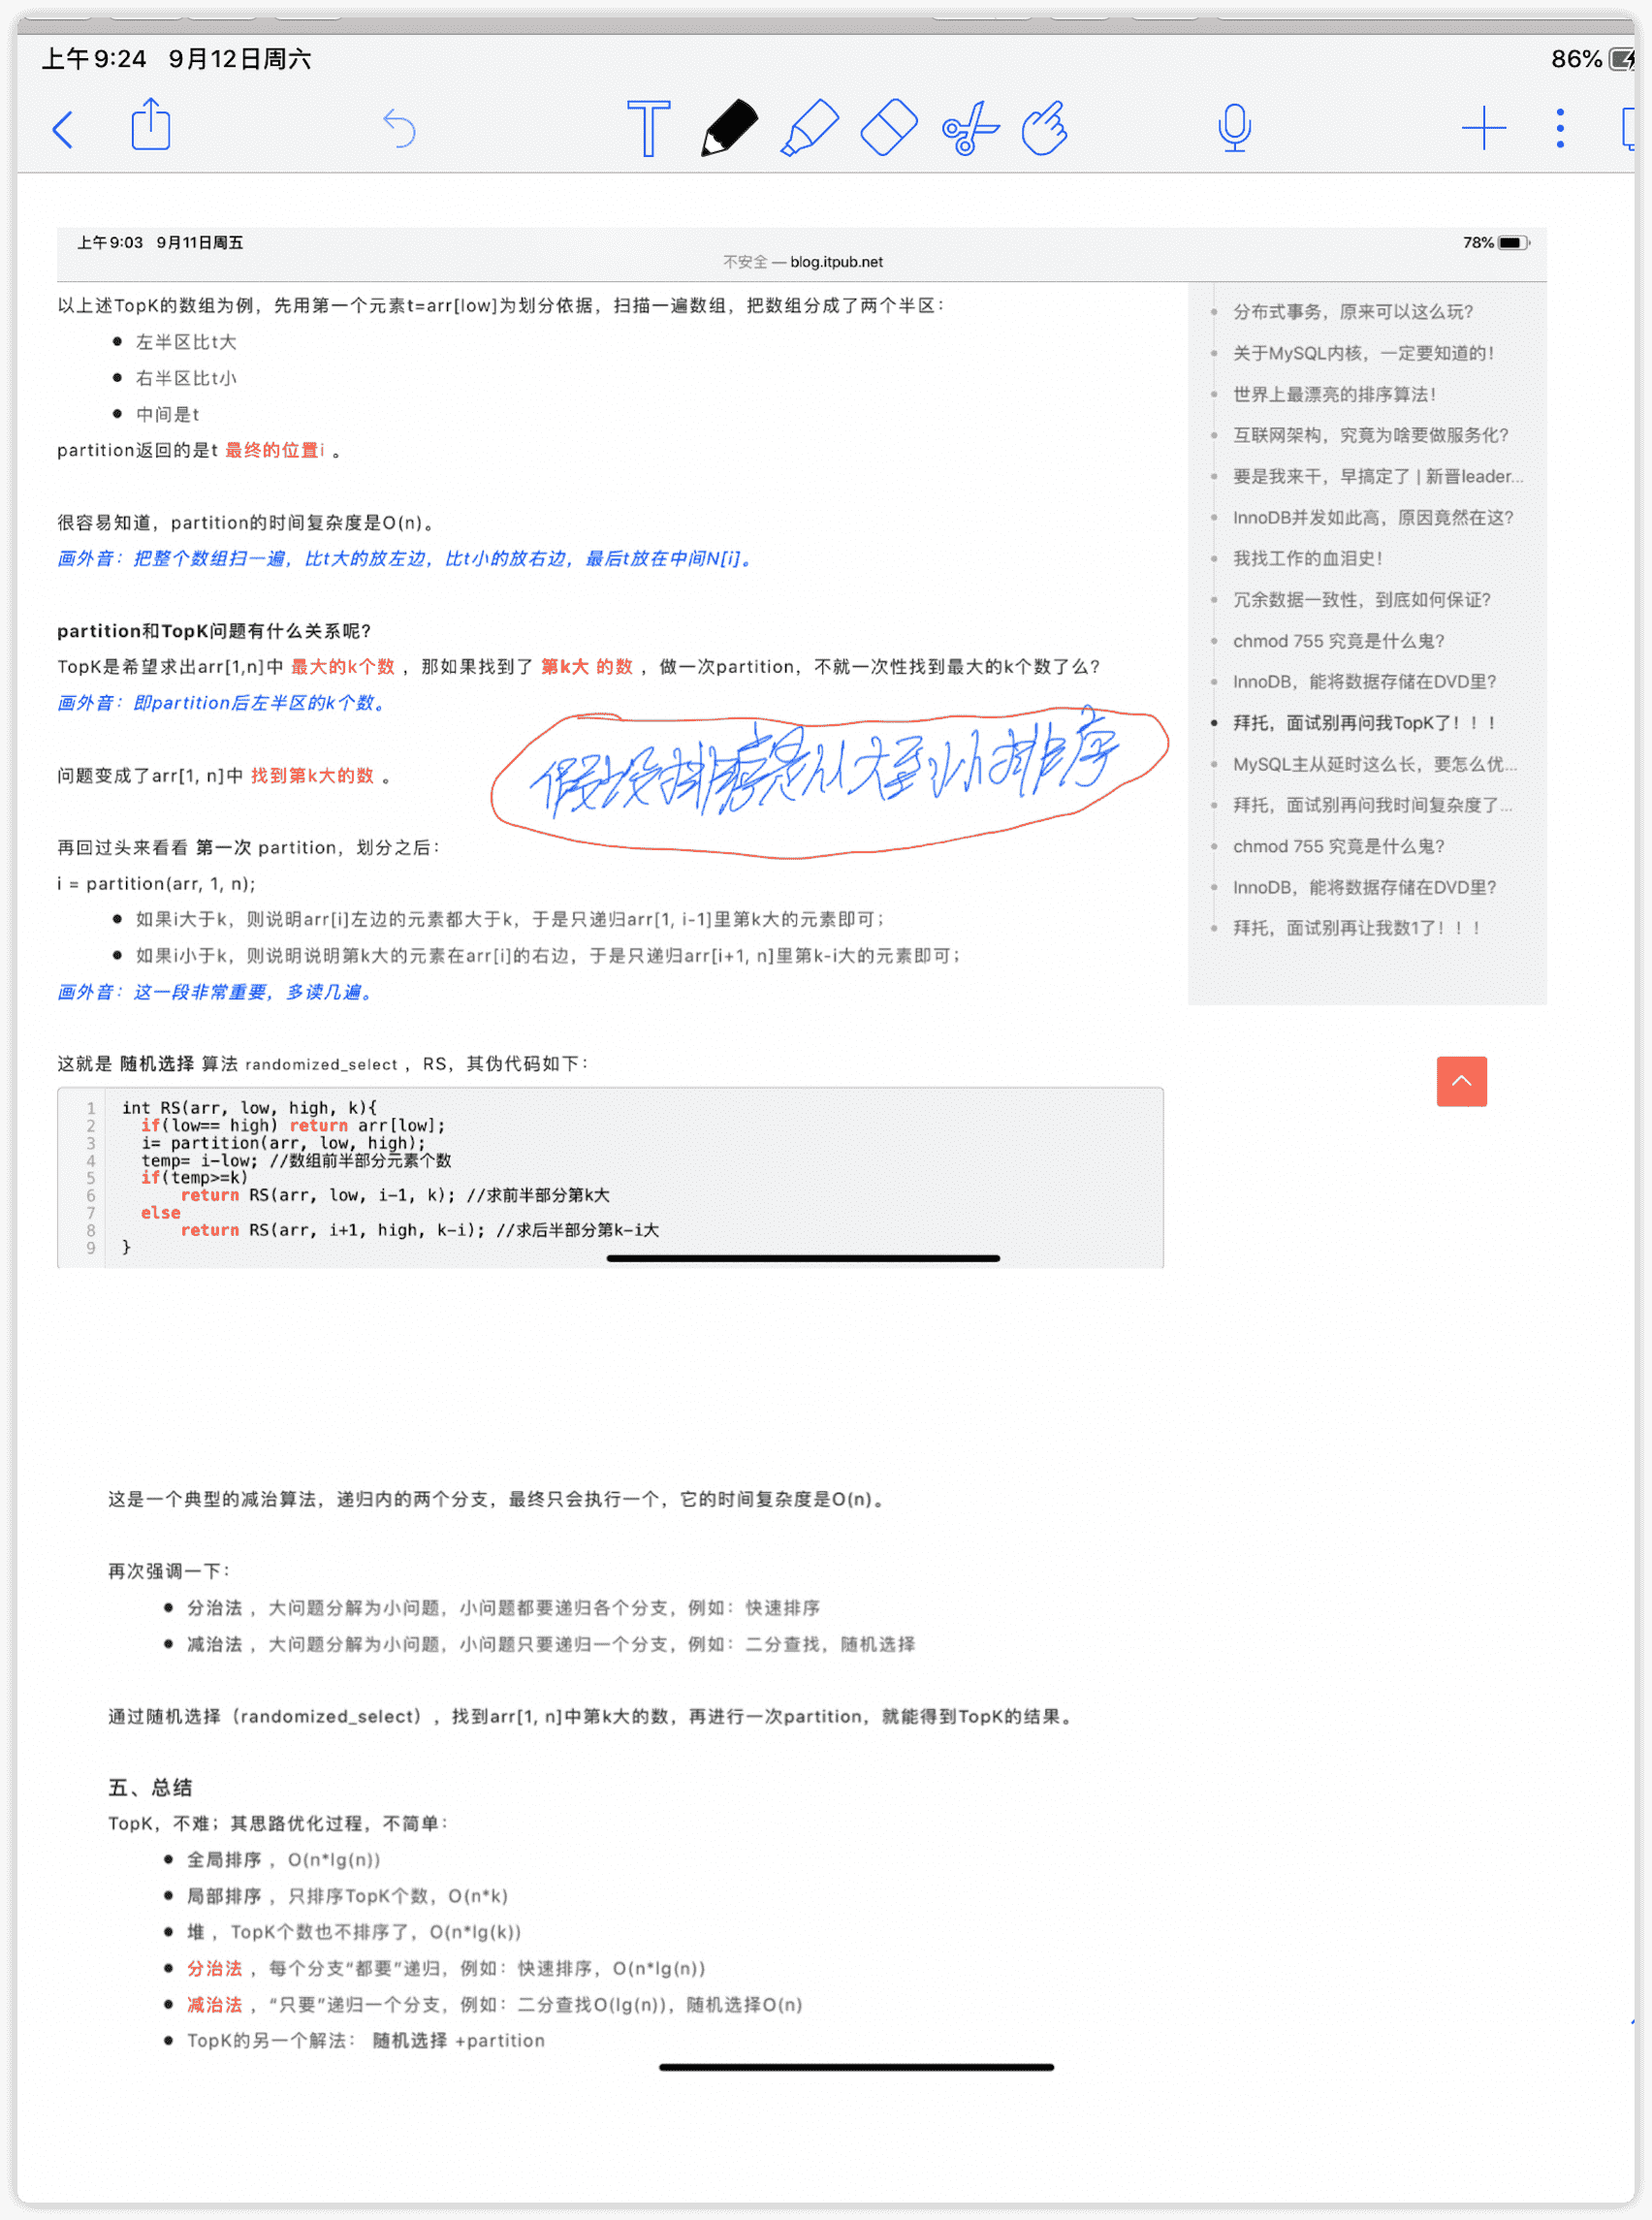 上午9:24 9月12日周六 86%
上午9:03 9月11日周五 78%
不安全 — blog.itpub.net
以上述TopK的数组为例，先用第一个元素t=arr[low]为划分依据，扫描一遍数组，把数组分成了两个半区：
左半区比t大
右半区比t小
中间是t
partition返回的是t 最终的位置i 。
很容易知道，partition的时间复杂度是O(n)。
画外音：把整个数组扫一遍，比t大的放左边，比t小的放右边，最后t放在中间N[i]。
partition和TopK问题有什么关系呢？
TopK是希望求出arr[1,n]中 最大的k个数 ，那如果找到了 第k大 的数 ，做一次partition，不就一次性找到最大的k个数了么？
画外音：即partition后左半区的k个数。
假设排序是从大至小排序
问题变成了arr[1, n]中 找到第k大的数 。
再回过头来看看 第一次 partition，划分之后：
i = partition(arr, 1, n);
如果i大于k，则说明arr[i]左边的元素都大于k，于是只递归arr[1, i-1]里第k大的元素即可；
如果i小于k，则说明说明第k大的元素在arr[i]的右边，于是只递归arr[i+1, n]里第k-i大的元素即可；
画外音：这一段非常重要，多读几遍。
这就是 随机选择 算法 randomized_select ，RS，其伪代码如下：
1 int RS(arr, low, high, k){
2 if(low== high) return arr[low];
3 i= partition(arr, low, high);
4 temp= i-low; //数组前半部分元素个数
5 if(temp>=k)
6 return RS(arr, low, i-1, k); //求前半部分第k大
7 else
8 return RS(arr, i+1, high, k-i); //求后半部分第k-i大
9 }
分布式事务，原来可以这么玩？
关于MySQL内核，一定要知道的！
世界上最漂亮的排序算法！
互联网架构，究竟为啥要做服务化？
要是我来干，早搞定了 | 新晋leader...
InnoDB并发如此高，原因竟然在这？
我找工作的血泪史！
冗余数据一致性，到底如何保证？
chmod 755 究竟是什么鬼？
InnoDB，能将数据存储在DVD里？
拜托，面试别再问我TopK了！！！
MySQL主从延时这么长，要怎么优...
拜托，面试别再问我时间复杂度了...
chmod 755 究竟是什么鬼？
InnoDB，能将数据存储在DVD里？
拜托，面试别再让我数1了！！！
这是一个典型的减治算法，递归内的两个分支，最终只会执行一个，它的时间复杂度是O(n)。
再次强调一下：
分治法 ，大问题分解为小问题，小问题都要递归各个分支，例如：快速排序
减治法 ，大问题分解为小问题，小问题只要递归一个分支，例如：二分查找，随机选择
通过随机选择（randomized_select），找到arr[1, n]中第k大的数，再进行一次partition，就能得到TopK的结果。
五、总结
TopK，不难；其思路优化过程，不简单：
全局排序 ，O(n*lg(n))
局部排序 ，只排序TopK个数，O(n*k)
堆 ，TopK个数也不排序了，O(n*lg(k))
分治法 ，每个分支“都要”递归，例如：快速排序，O(n*lg(n))
减治法 ，“只要”递归一个分支，例如：二分查找O(lg(n))，随机选择O(n)
TopK的另一个解法： 随机选择 +partition